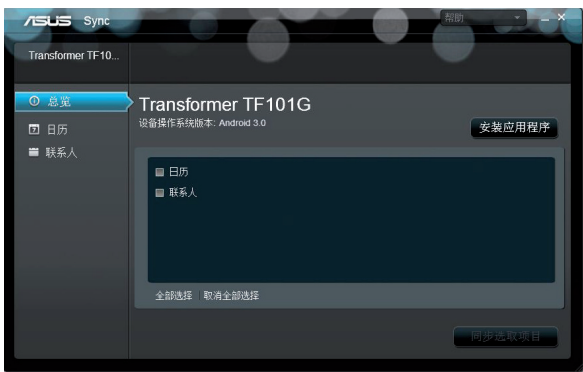 ASUS Sync
帮助
Transformer TF10...
总览
日历
联系人
Transformer TF101G
设备操作系统版本: Android 3.0
安装应用程序
日历
联系人
全部选择 | 取消全部选择
同步选取项目